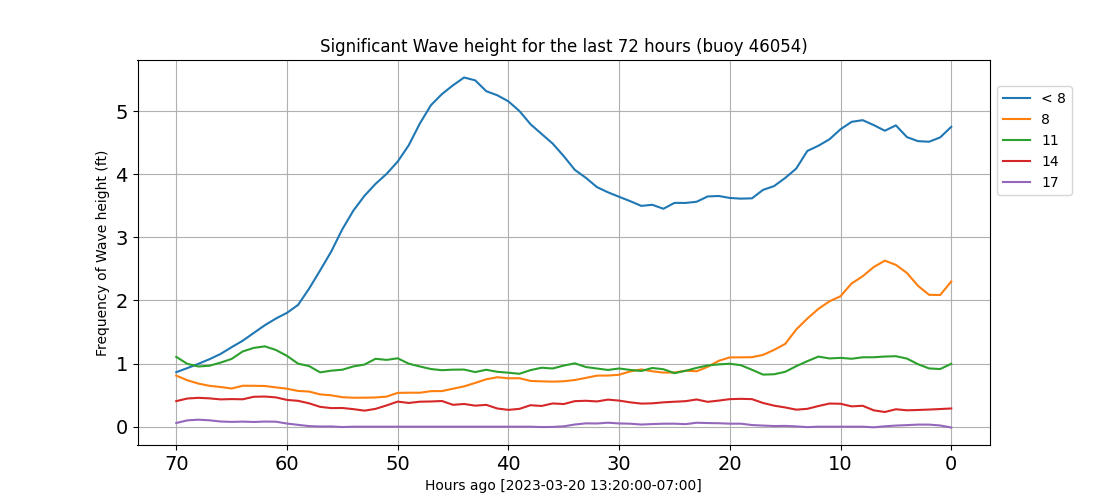 Significant Wave height for the last 72 hours (buoy 46054)
Frequency of Wave height (ft)
5
4
3
2
1
0
70 60 50 40 30 20 10 0
Hours ago [2023-03-20 13:20:00-07:00]
< 8
8
11
14
17